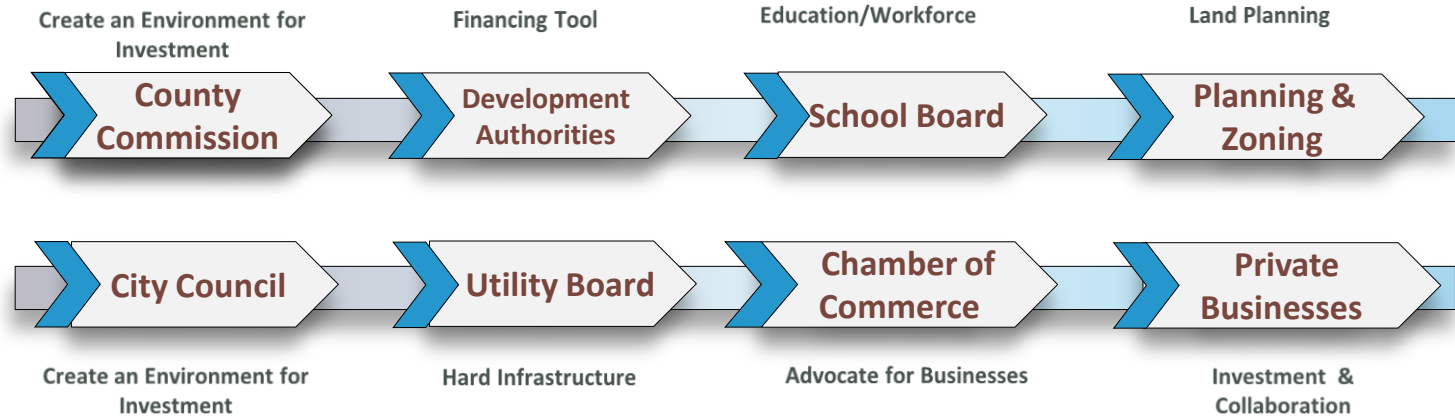 Create an Environment for
Investment
Financing Tool
Education/Workforce
Land Planning
County
Commission
Development
Authorities
School Board
Planning &
Zoning
City Council
Utility Board
Chamber of
Commerce
Private
Businesses
Create an Environment for
Investment
Hard Infrastructure
Advocate for Businesses
Investment &
Collaboration